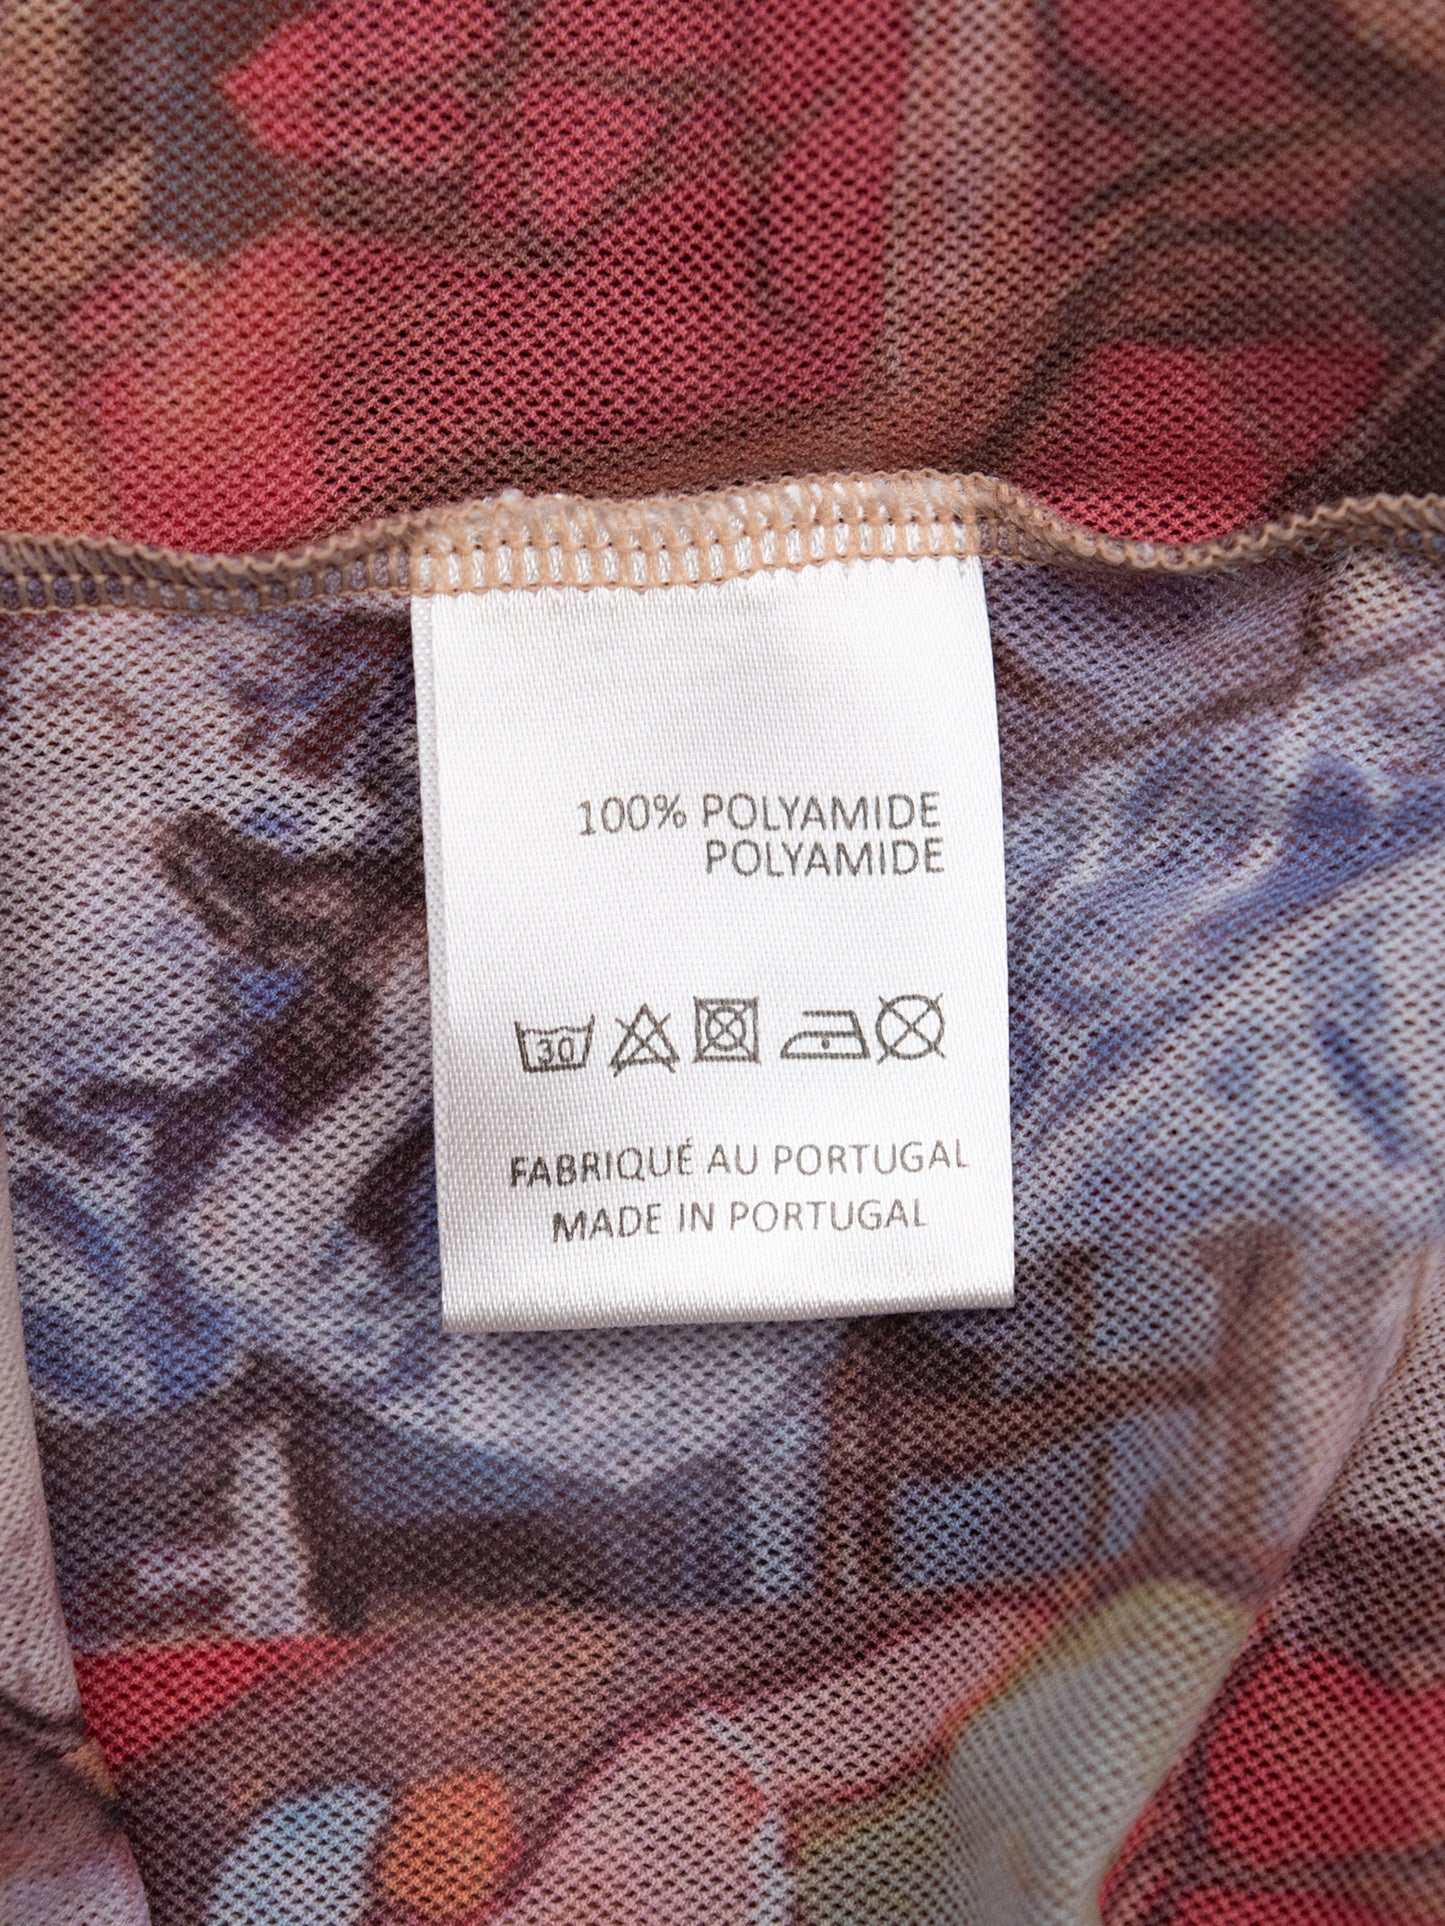 100% POLYAMIDE
POLYAMIDE
30
FABRIQUÉ AU PORTUGAL
MADE IN PORTUGAL